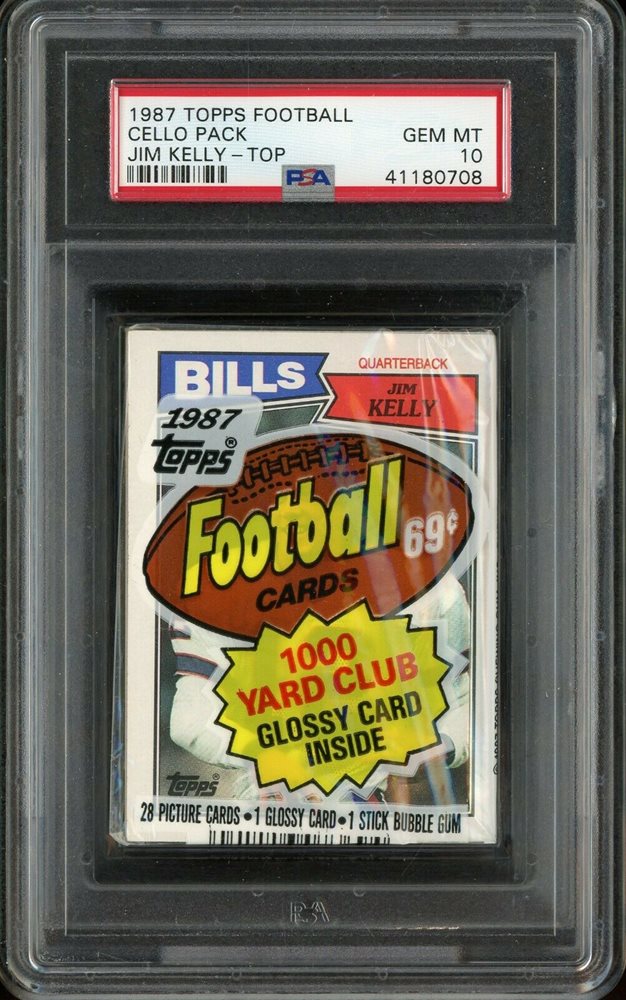 1987 TOPPS FOOTBALL
CELLO PACK GEM MT
JIM KELLY – TOP 10
PSA 41180708
BILLS
QUARTERBACK
JIM
KELLY
1987
Topps®
Football
69¢
CARDS
1000
YARD CLUB
GLOSSY CARD
INSIDE
Topps®
28 PICTURE CARDS • 1 GLOSSY CARD • 1 STICK BUBBLE GUM
PSA